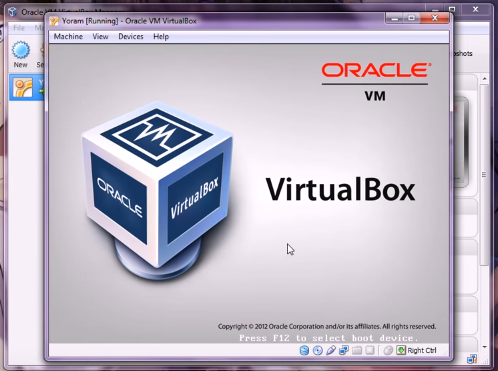 Oracle VM VirtualBox Manager
Yoram [Running] - Oracle VM VirtualBox
File
Machine View Devices Help
New
ORACLE
VM
VirtualBox
ORACLE
VirtualBox
Copyright © 2012 Oracle Corporation and/or its affiliates. All rights reserved.
Press F12 to select boot device.
Right Ctrl